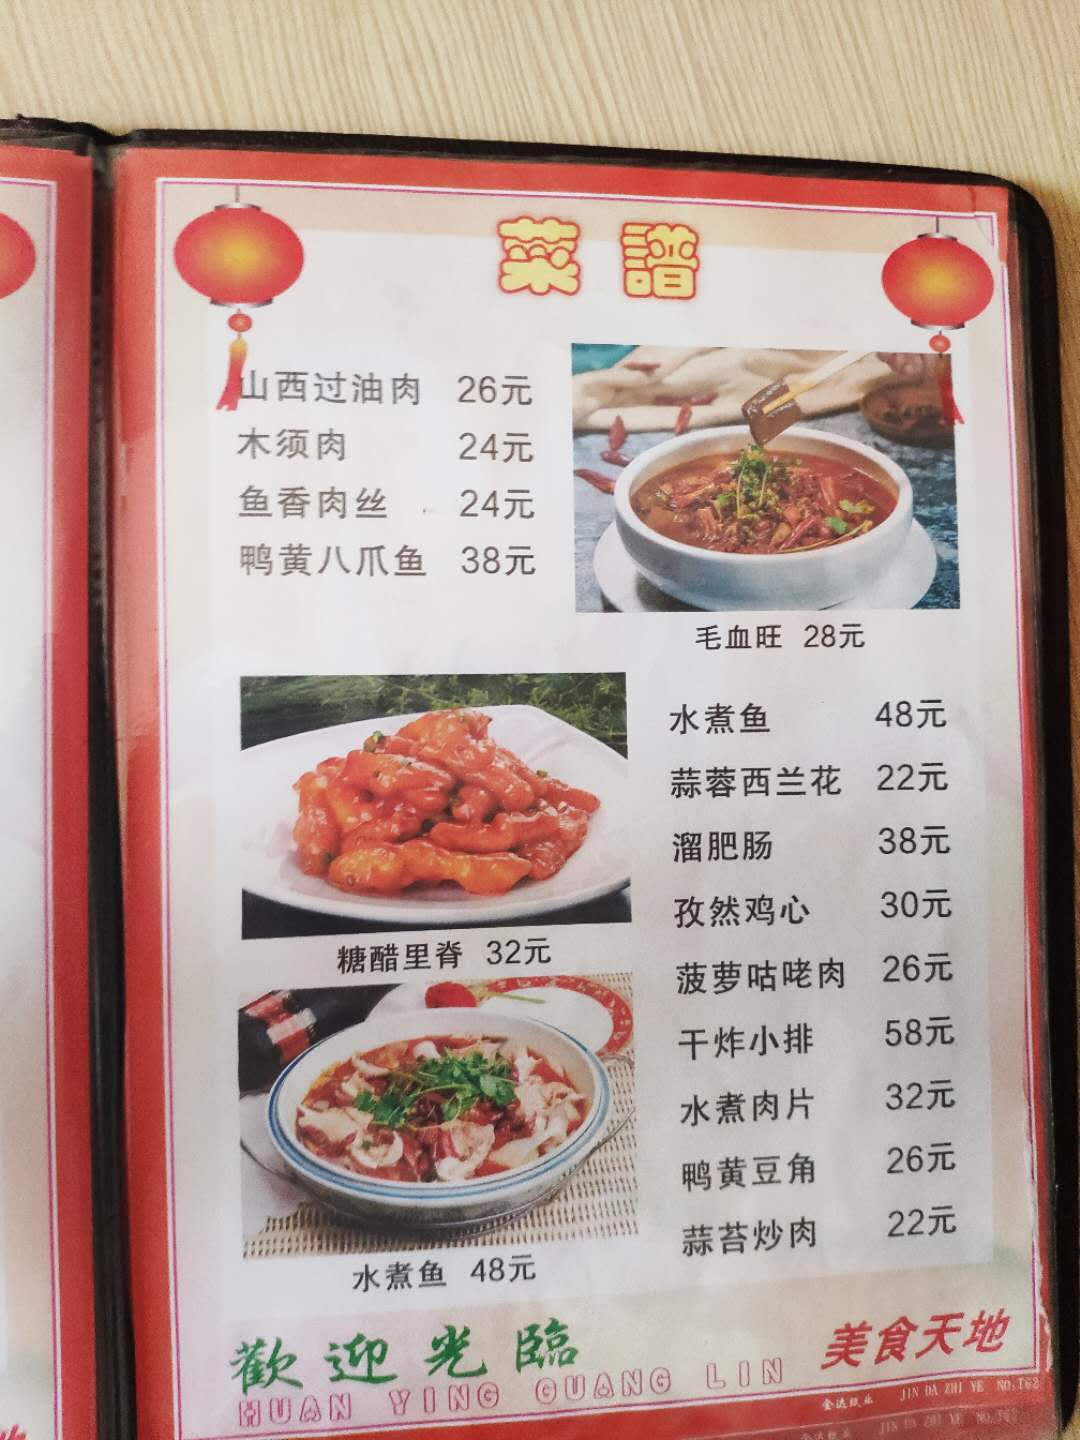 菜譜
山西过油肉 26元
木须肉 24元
鱼香肉丝 24元
鸭黄八爪鱼 38元
毛血旺 28元
糖醋里脊 32元
水煮鱼 48元
水煮鱼 48元
蒜蓉西兰花 22元
溜肥肠 38元
孜然鸡心 30元
菠萝咕咾肉 26元
干炸小排 58元
水煮肉片 32元
鸭黄豆角 26元
蒜苔炒肉 22元
歡迎光臨
HUAN YING GUANG LIN
美食天地
金达纸业 JIN DA ZHI YE NO.T62